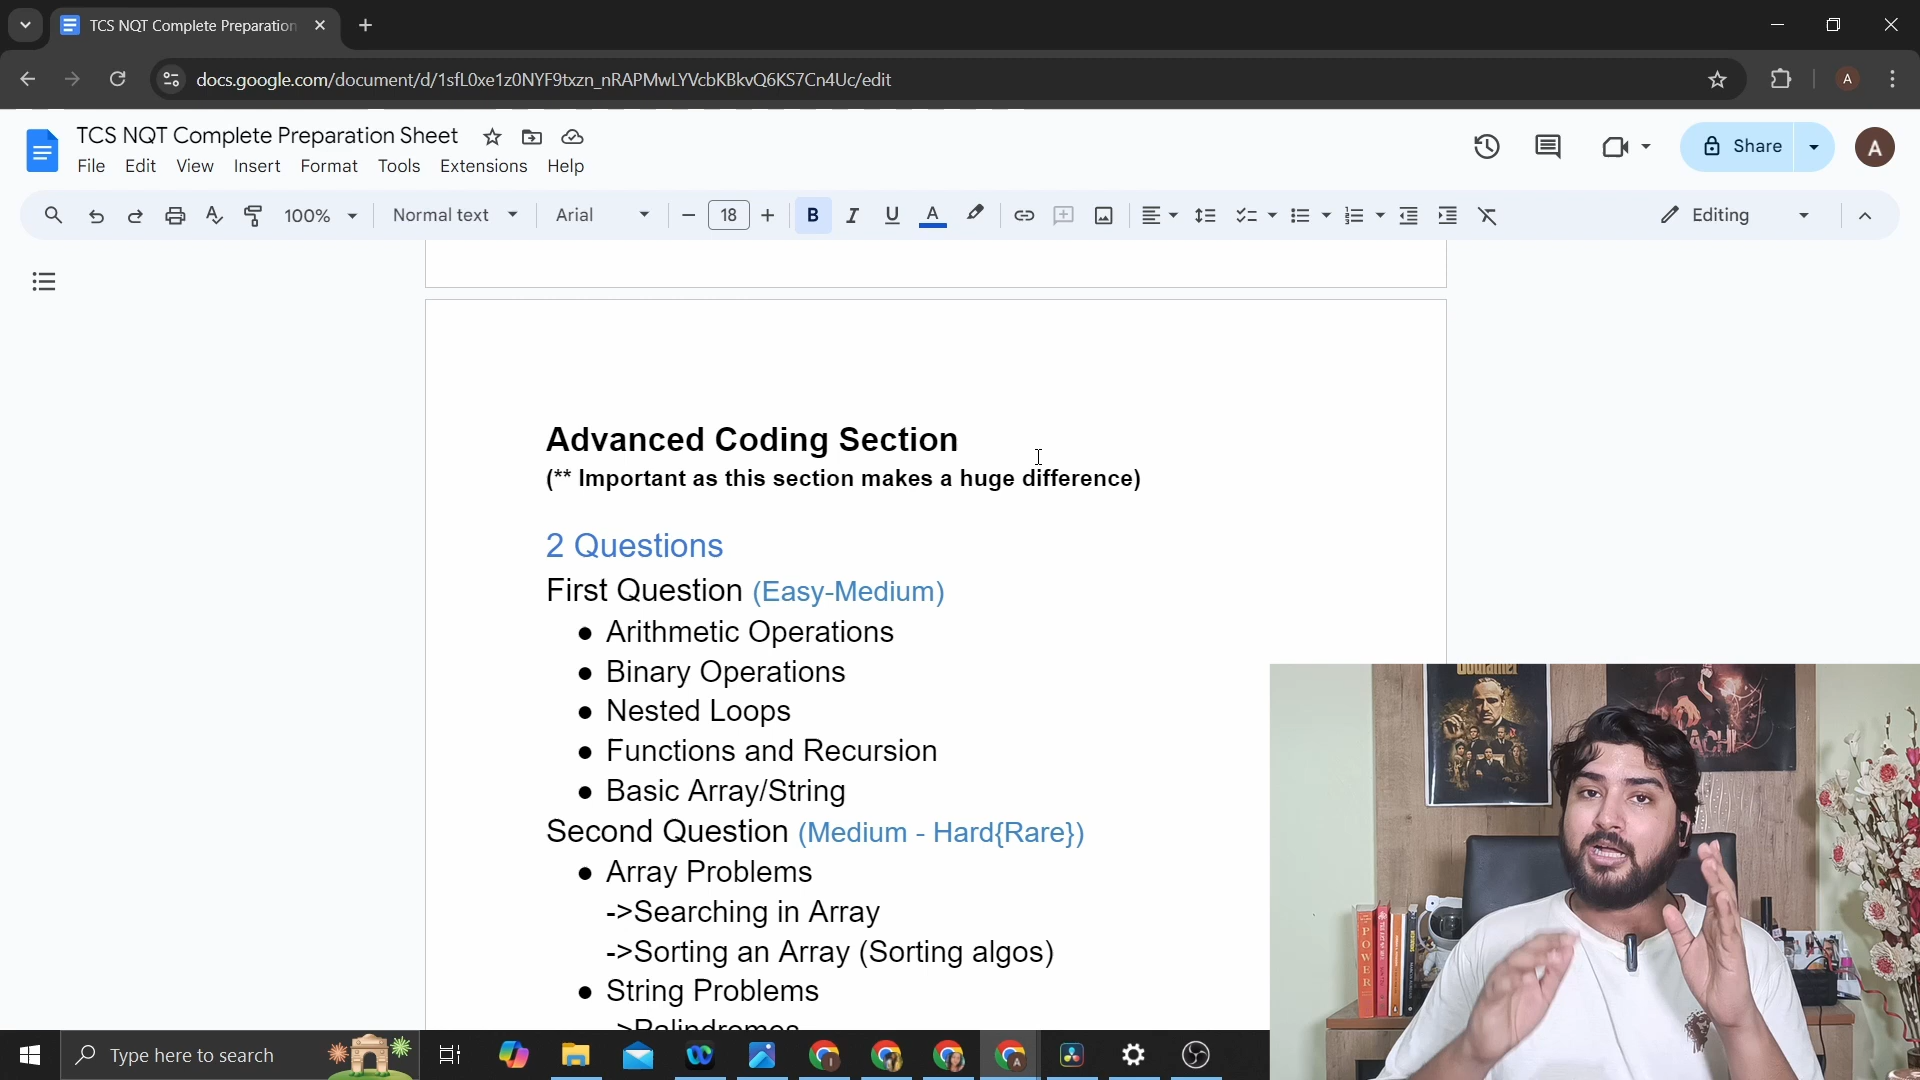 TCS NQT Complete Preparation
docs.google.com/document/d/1sfL0xe1z0NYF9txzn_nRAPMwLYVcbKBkvQ6KS7Cn4Uc/edit
A
TCS NQT Complete Preparation Sheet
File Edit View Insert Format Tools Extensions Help
Share
A
100% Normal text Arial 18 B I U A Editing
Advanced Coding Section
(** Important as this section makes a huge difference)
2 Questions
First Question (Easy-Medium)
● Arithmetic Operations
● Binary Operations
● Nested Loops
● Functions and Recursion
● Basic Array/String
Second Question (Medium - Hard{Rare})
● Array Problems
->Searching in Array
->Sorting an Array (Sorting algos)
● String Problems
->Palindromes
POWER
Type here to search